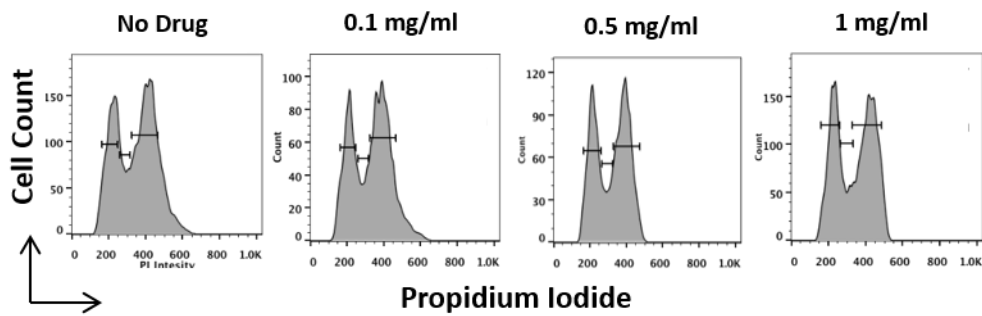 No Drug
0.1 mg/ml
0.5 mg/ml
1 mg/ml
Cell Count
150
100
50
0
200 400 600 800 1.0K
PI Intesity
Count
100
80
60
40
20
0
0 200 400 600 800 1.0K
Count
120
90
60
30
0
0 200 400 600 800 1.0K
Count
150
100
50
0
200 400 600 800 1.0K
Propidium Iodide